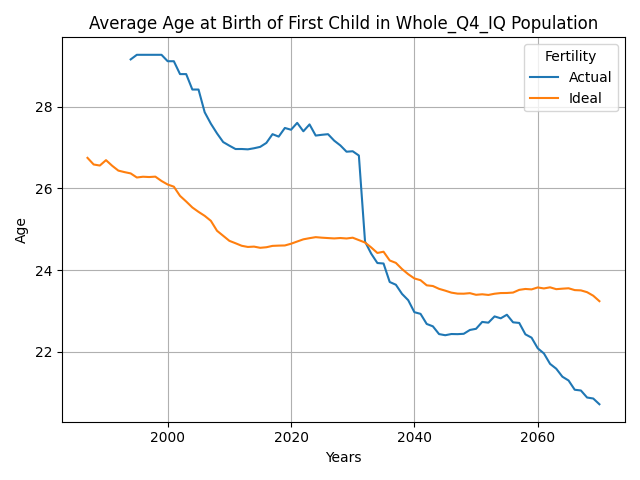 Average Age at Birth of First Child in Whole_Q4_IQ Population
Fertility
Actual
Ideal
Age
28
26
24
22
2000
2020
2040
2060
Years